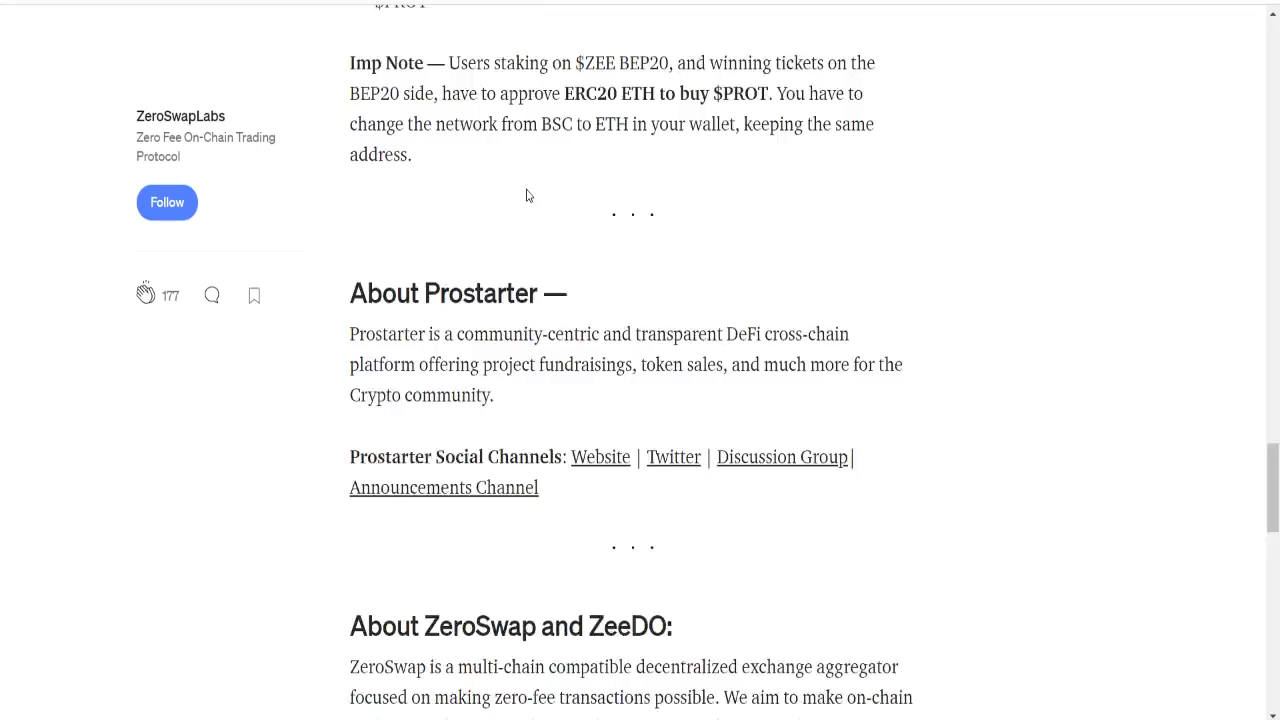 $PROT
Imp Note — Users staking on $ZEE BEP20, and winning tickets on the
BEP20 side, have to approve ERC20 ETH to buy $PROT. You have to
change the network from BSC to ETH in your wallet, keeping the same
address.
ZeroSwapLabs
Zero Fee On-Chain Trading
Protocol
Follow
177
. . .
About Prostarter —
Prostarter is a community-centric and transparent DeFi cross-chain
platform offering project fundraisings, token sales, and much more for the
Crypto community.
Prostarter Social Channels: Website | Twitter | Discussion Group|
Announcements Channel
. . .
About ZeroSwap and ZeeDO:
ZeroSwap is a multi-chain compatible decentralized exchange aggregator
focused on making zero-fee transactions possible. We aim to make on-chain